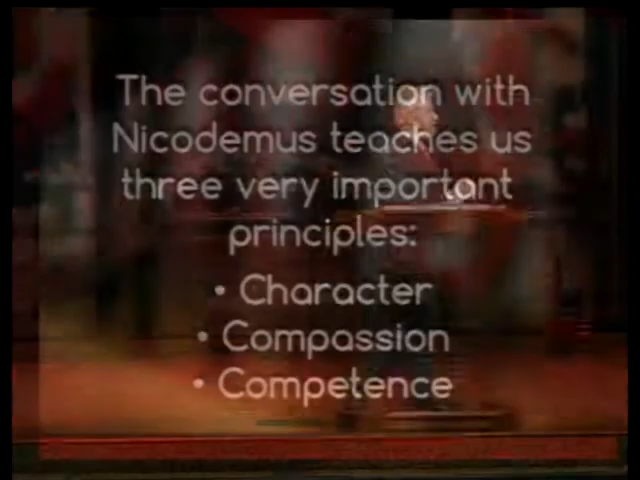 The conversation with
Nicodemus teaches us
three very important
principles:
• Character
• Compassion
• Competence